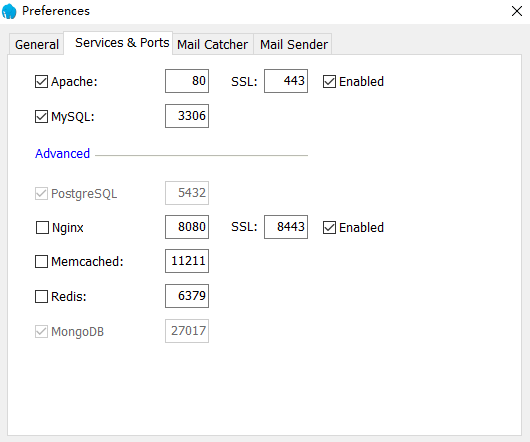 Preferences
General Services & Ports Mail Catcher Mail Sender
Apache: 80 SSL: 443 Enabled
MySQL: 3306
Advanced
PostgreSQL 5432
Nginx 8080 SSL: 8443 Enabled
Memcached: 11211
Redis: 6379
MongoDB 27017